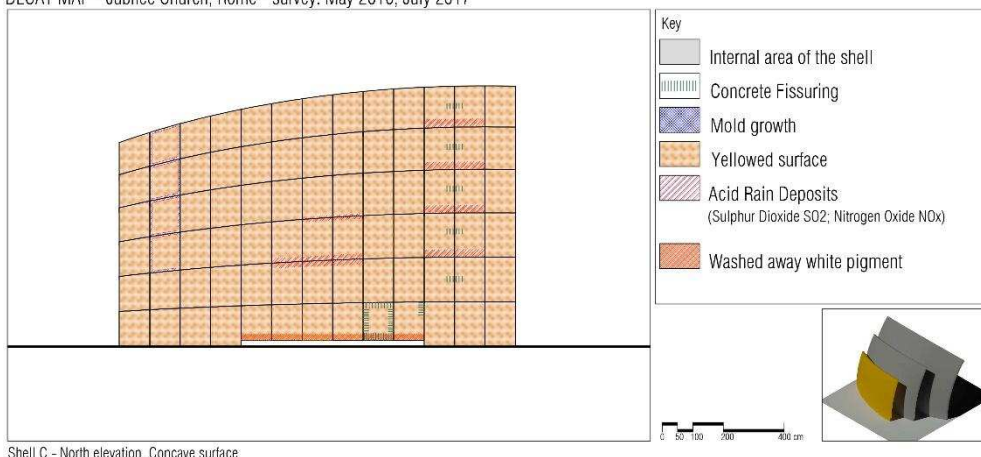 DECAY MAP - Jubilee Church, Rome - survey: May 2016, July 2017
Key
Internal area of the shell
Concrete Fissuring
Mold growth
Yellowed surface
Acid Rain Deposits
(Sulphur Dioxide SO2; Nitrogen Oxide NOx)
Washed away white pigment
0 50 100 200 400 cm
Shell C - North elevation. Concave surface